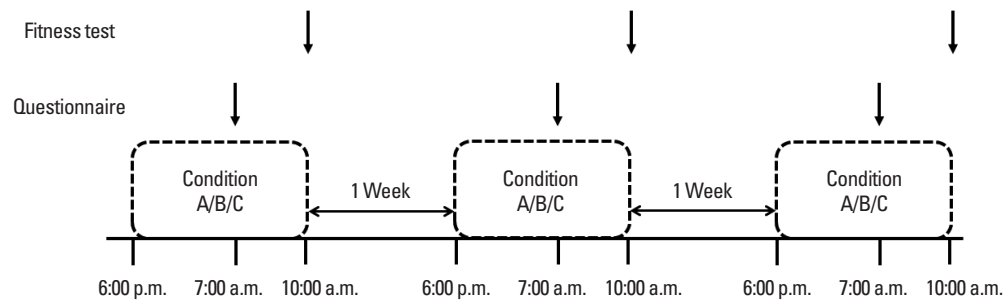 Fitness test
Questionnaire
Condition
A/B/C
1 Week
Condition
A/B/C
1 Week
Condition
A/B/C
6:00 p.m. 7:00 a.m. 10:00 a.m. 6:00 p.m. 7:00 a.m. 10:00 a.m. 6:00 p.m. 7:00 a.m. 10:00 a.m.